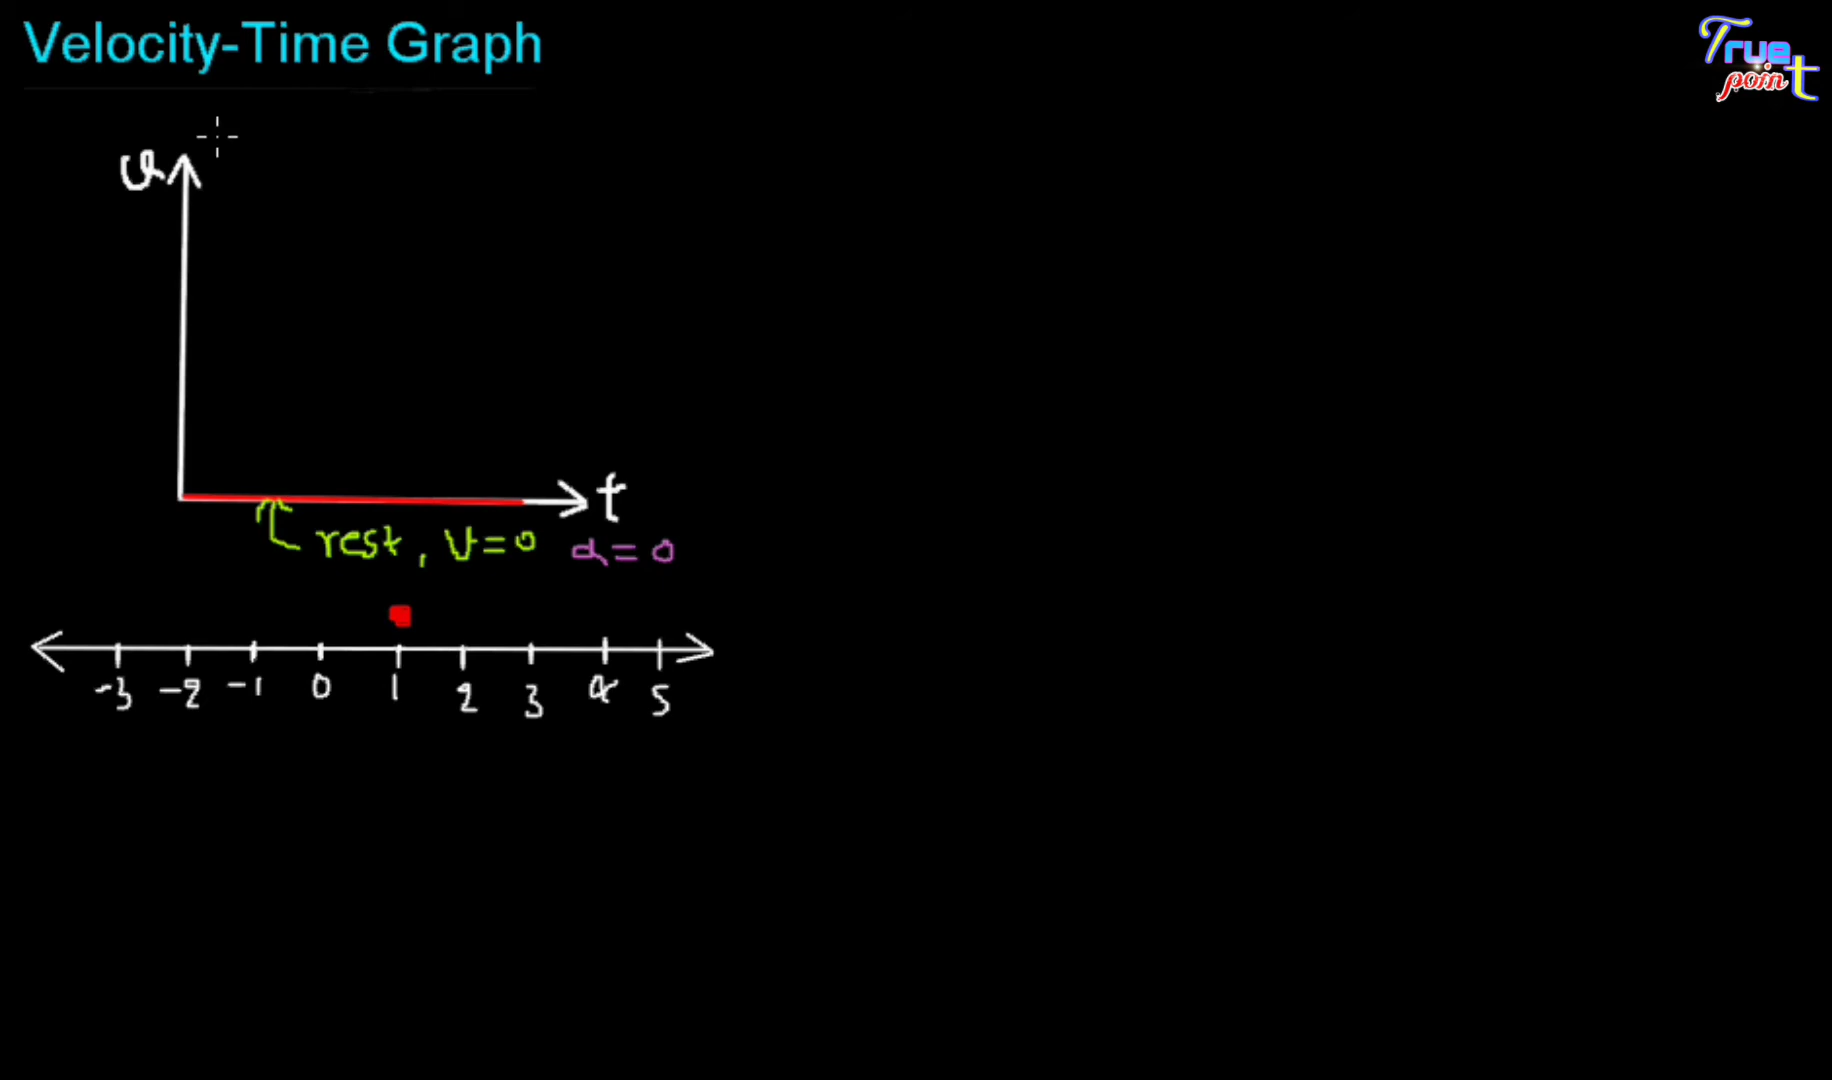 Velocity-Time Graph
True
point
v
t
rest, v=0 a=0
-3 -2 -1 0 1 2 3 4 5